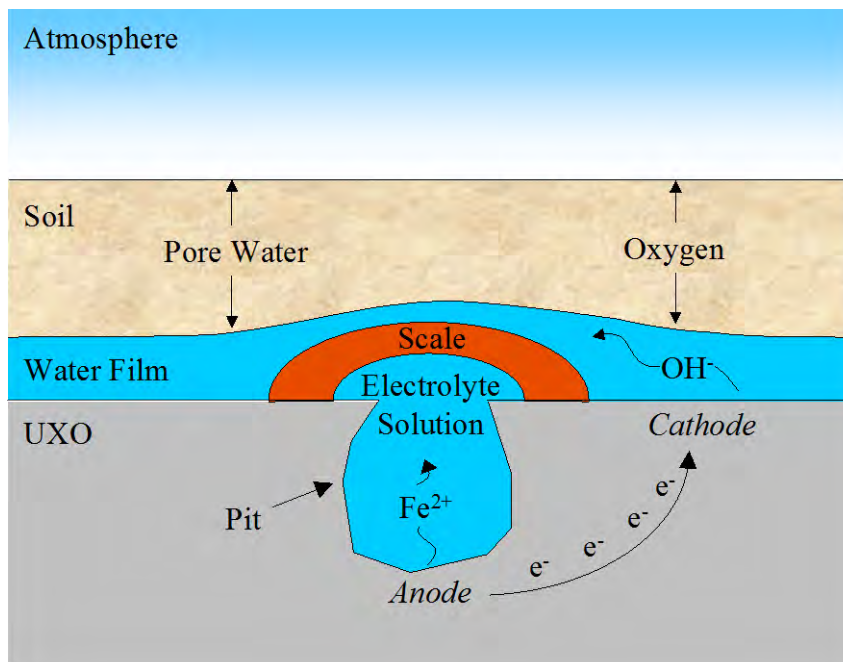 Atmosphere
Soil
Pore Water
Oxygen
Scale
Water Film
Electrolyte
OH⁻
UXO
Solution
Cathode
Pit
Fe²⁺
e⁻
e⁻
e⁻
e⁻
Anode